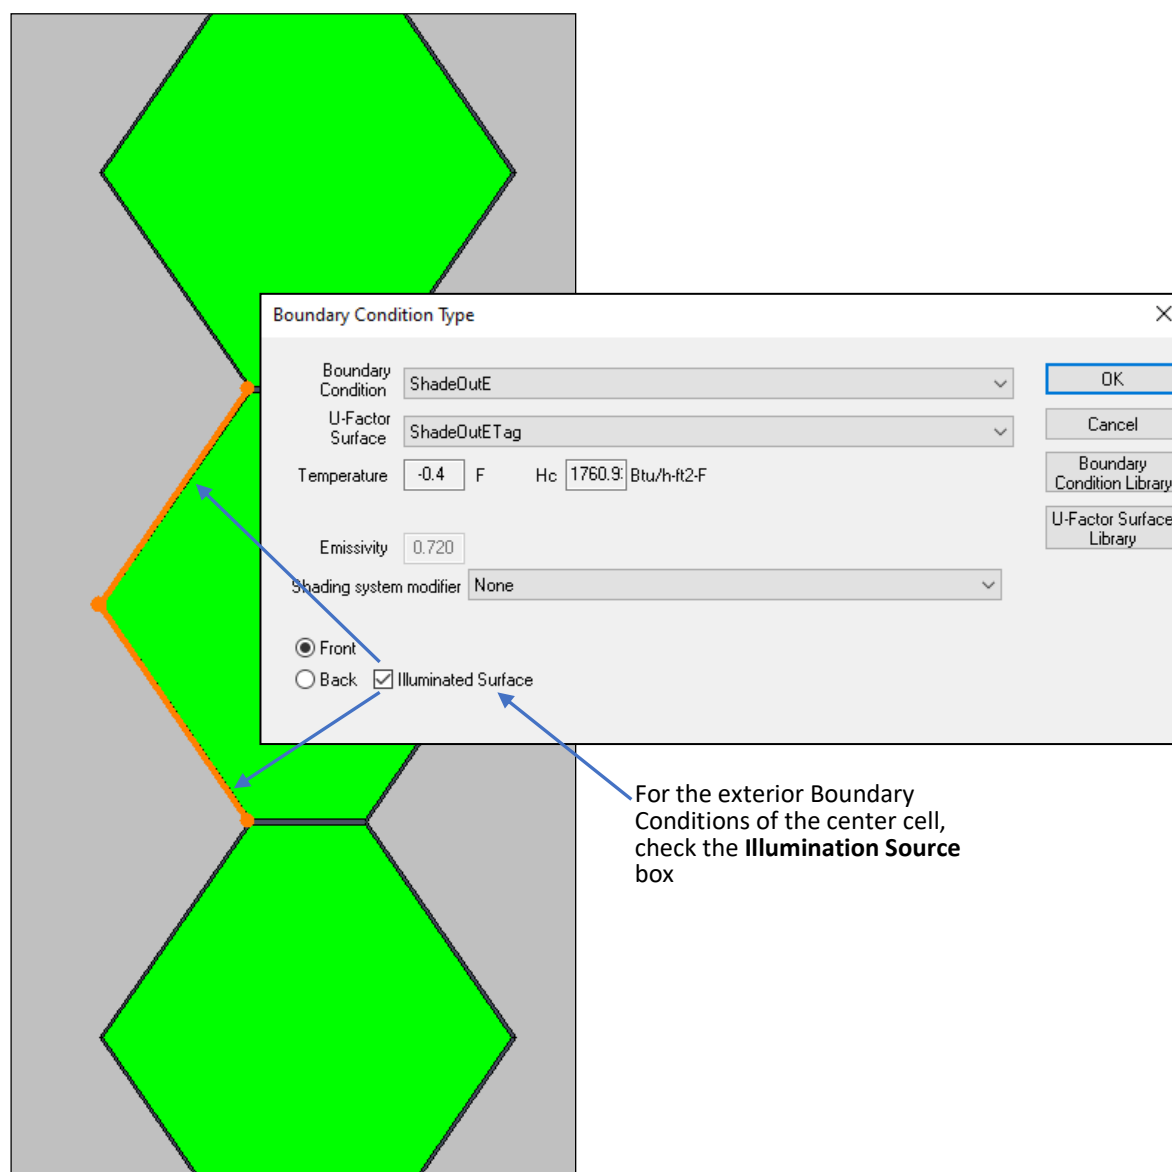 Boundary Condition Type
Boundary
Condition
ShadeOutE
OK
U-Factor
Surface
ShadeOutETag
Cancel
Temperature
-0.4
F
Hc
1760.9
Btu/h-ft2-F
Boundary
Condition Library
U-Factor Surface
Library
Emissivity
0.720
Shading system modifier
None
Front
Back
Illuminated Surface
For the exterior Boundary
Conditions of the center cell,
check the Illumination Source
box